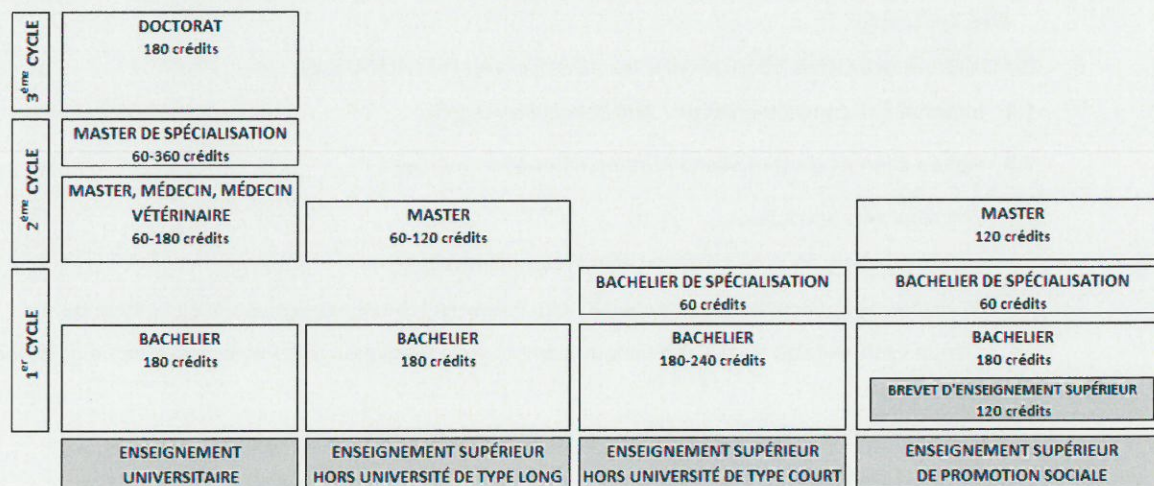 3ème CYCLE
DOCTORAT
180 crédits
2ème CYCLE
MASTER DE SPÉCIALISATION
60-360 crédits
MASTER, MÉDECIN, MÉDECIN
VÉTÉRINAIRE
60-180 crédits
MASTER
60-120 crédits
MASTER
120 crédits
1er CYCLE
BACHELIER DE SPÉCIALISATION
60 crédits
BACHELIER DE SPÉCIALISATION
60 crédits
BACHELIER
180 crédits
BACHELIER
180 crédits
BACHELIER
180-240 crédits
BACHELIER
180 crédits
BREVET D'ENSEIGNEMENT SUPÉRIEUR
120 crédits
ENSEIGNEMENT
UNIVERSITAIRE
ENSEIGNEMENT SUPÉRIEUR
HORS UNIVERSITÉ DE TYPE LONG
ENSEIGNEMENT SUPÉRIEUR
HORS UNIVERSITÉ DE TYPE COURT
ENSEIGNEMENT SUPÉRIEUR
DE PROMOTION SOCIALE